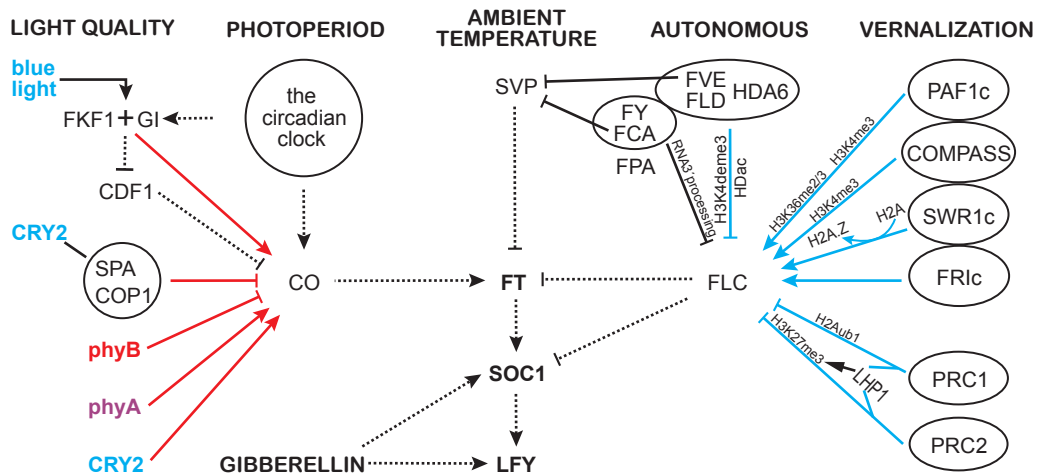 LIGHT QUALITY
PHOTOPERIOD
AMBIENT
TEMPERATURE
AUTONOMOUS
VERNALIZATION
blue
light
FKF1 + GI
CDF1
the
circadian
clock
SVP
FVE
FLD
HDA6
FY
FCA
FPA
RNA3'processing
H3K4deme3
HDac
PAF1c
COMPASS
SWR1c
FRIc
H3K36me2/3 H3K4me3
H3K4me3
H2A.Z
H2A
CRY2
SPA
COP1
CO
FT
FLC
phyB
phyA
CRY2
SOC1
GIBBERELLIN
LFY
H2Aub1
H3K27me3
LHP1
PRC1
PRC2